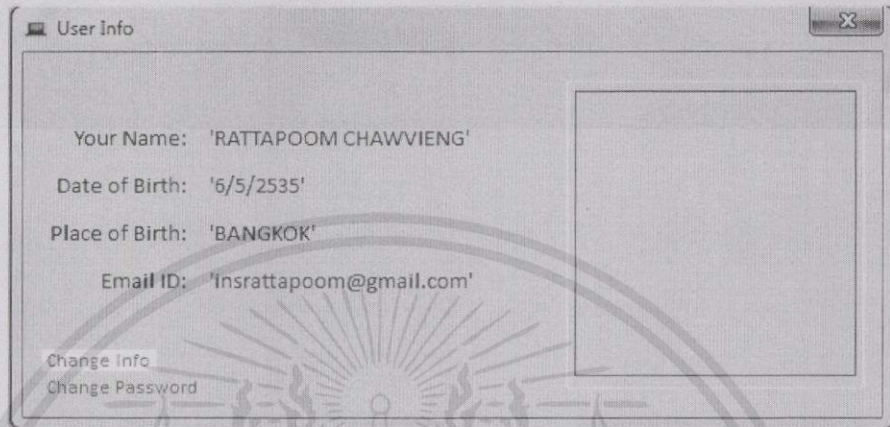 User Info
Your Name: 'RATTAPOOM CHAWVIENG'
Date of Birth: '6/5/2535'
Place of Birth: 'BANGKOK'
Email ID: 'insrattapoom@gmail.com'
Change Info
Change Password